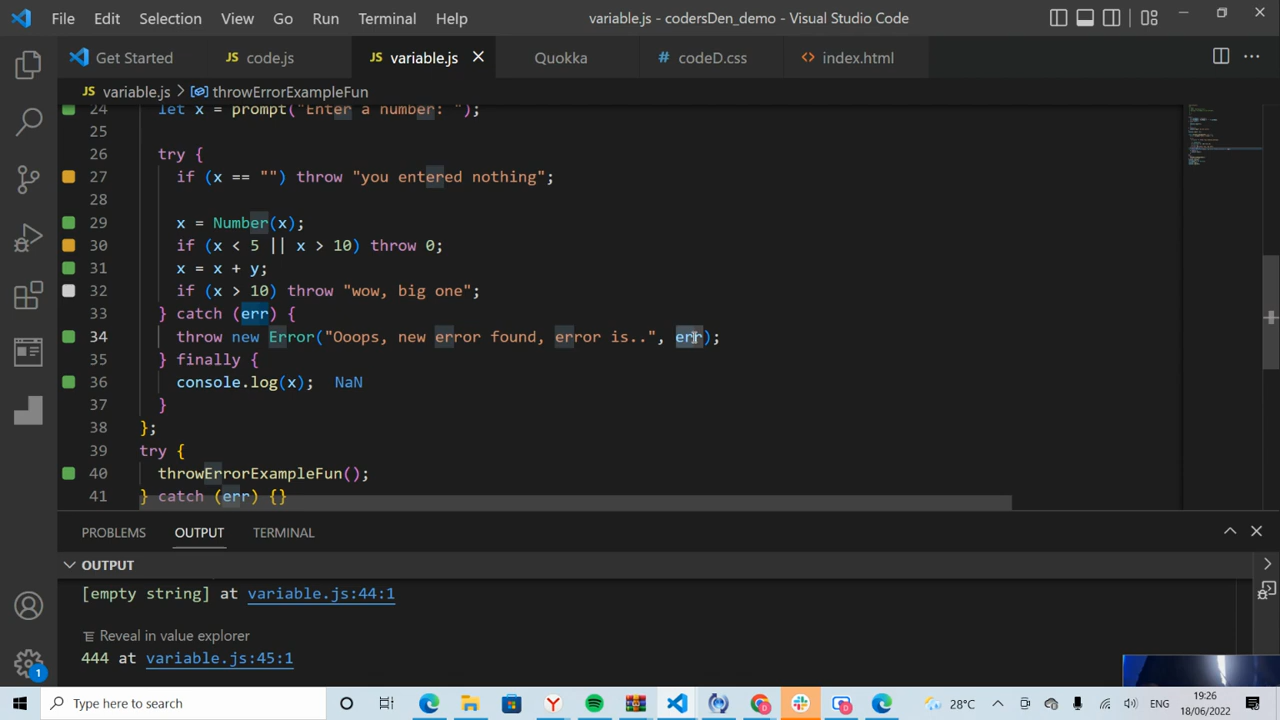 File Edit Selection View Go Run Terminal Help variable.js - codersDen_demo - Visual Studio Code
Get Started JS code.js JS variable.js Quokka # codeD.css <> index.html ...
JS variable.js > throwErrorExampleFun
24 let x = prompt("Enter a number: ");
25
26 try {
27 if (x == "") throw "you entered nothing";
28
29 x = Number(x);
30 if (x < 5 || x > 10) throw 0;
31 x = x + y;
32 if (x > 10) throw "wow, big one";
33 } catch (err) {
34 throw new Error("Ooops, new error found, error is..", err);
35 } finally {
36 console.log(x); NaN
37 }
38 };
39 try {
40 throwErrorExampleFun();
41 } catch (err) {}
PROBLEMS OUTPUT TERMINAL
OUTPUT
[empty string] at variable.js:44:1
Reveal in value explorer
444 at variable.js:45:1
1
Type here to search 28°C ENG 19:26
18/06/2022